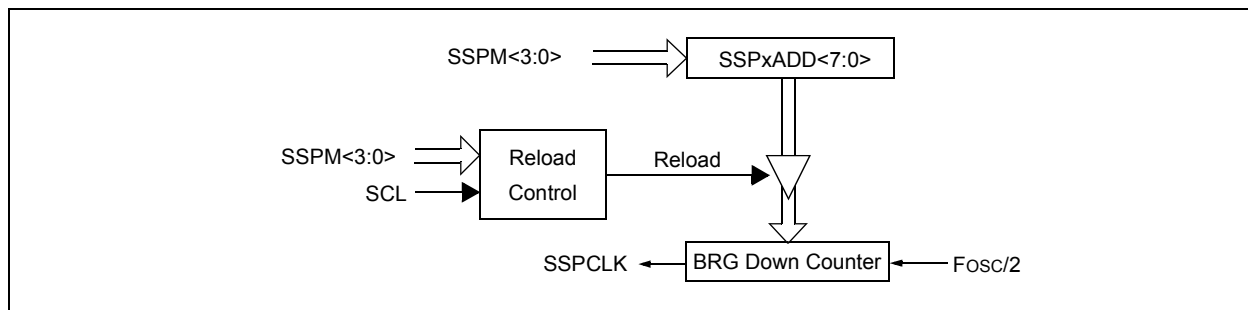 SSPM<3:0>
SSPxADD<7:0>
SSPM<3:0>
SCL
Reload
Control
Reload
SSPCLK
BRG Down Counter
FOSC/2